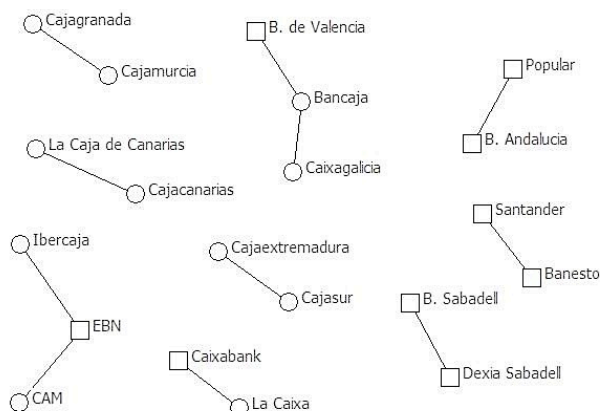 Cajagranada
B. de Valencia
Cajamurcia
Popular
Bancaja
B. Andalucia
La Caja de Canarias
Caixagalicia
Cajacanarias
Santander
Ibercaja
Cajaextremadura
Banesto
Cajasur
B. Sabadell
EBN
Caixabank
Dexia Sabadell
CAM
La Caixa